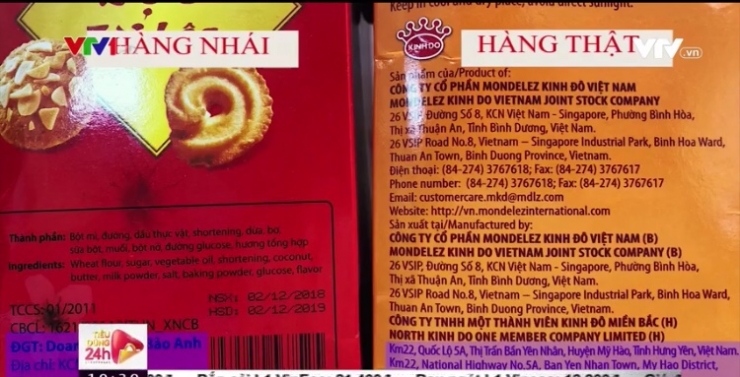 VTV1
HÀNG NHÁI
Thành phần: Bột mì, đường, dầu thực vật, shortening, dừa, bơ,
sữa bột, muối, bột nở, đường glucose, hương tổng hợp
Ingredients: Wheat flour, sugar, vegetable oil, shortening, coconut,
butter, milk powder, salt, baking powder, glucose, flavor
TCCS: 01/2011
NSX: 02/12/2018
HSD: 02/12/2019
XNCB
TIÊU DÙNG
24h
ĐGT:
Bảo Anh
Địa chỉ:
Keep in cool and dry place, avoid direct sunlight.
KINH DO
HÀNG THẬT
VTV.vn
Sản phẩm của/Product of:
CÔNG TY CỔ PHẦN MONDELEZ KINH ĐÔ VIỆT NAM
MONDELEZ KINH DO VIETNAM JOINT STOCK COMPANY
26 VSIP, Đường Số 8, KCN Việt Nam - Singapore, Phường Bình Hòa,
Thị xã Thuận An, Tỉnh Bình Dương, Việt Nam.
26 VSIP Road No.8, Vietnam – Singapore Industrial Park, Binh Hoa Ward,
Thuan An Town, Binh Duong Province, Vietnam.
Điện thoại: (84-274) 3767618; Fax: (84-274) 3767617
Phone number: (84-274) 3767618; Fax: (84-274) 3767617
Email: customercare.mkd@mdlz.com
Website: http://vn.mondelezinternational.com
Sản xuất tại/Manufactured by:
CÔNG TY CỔ PHẦN MONDELEZ KINH ĐÔ VIỆT NAM (B)
MONDELEZ KINH DO VIETNAM JOINT STOCK COMPANY (B)
26 VSIP, Đường Số 8, KCN Việt Nam - Singapore, Phường Bình Hòa,
Thị xã Thuận An, Tỉnh Bình Dương, Việt Nam.
26 VSIP Road No.8, Vietnam – Singapore Industrial Park, Binh Hoa Ward,
Thuan An Town, Binh Duong Province, Vietnam.
CÔNG TY TNHH MỘT THÀNH VIÊN KINH ĐÔ MIỀN BẮC (H)
NORTH KINH DO ONE MEMBER COMPANY LIMITED (H)
Km22, Quốc Lộ 5A, Thị Trấn Bần Yên Nhân, Huyện Mỹ Hào, Tỉnh Hưng Yên, Việt Nam.
Km22, National Highway No.5A, Ban Yen Nhan Town, My Hao District,